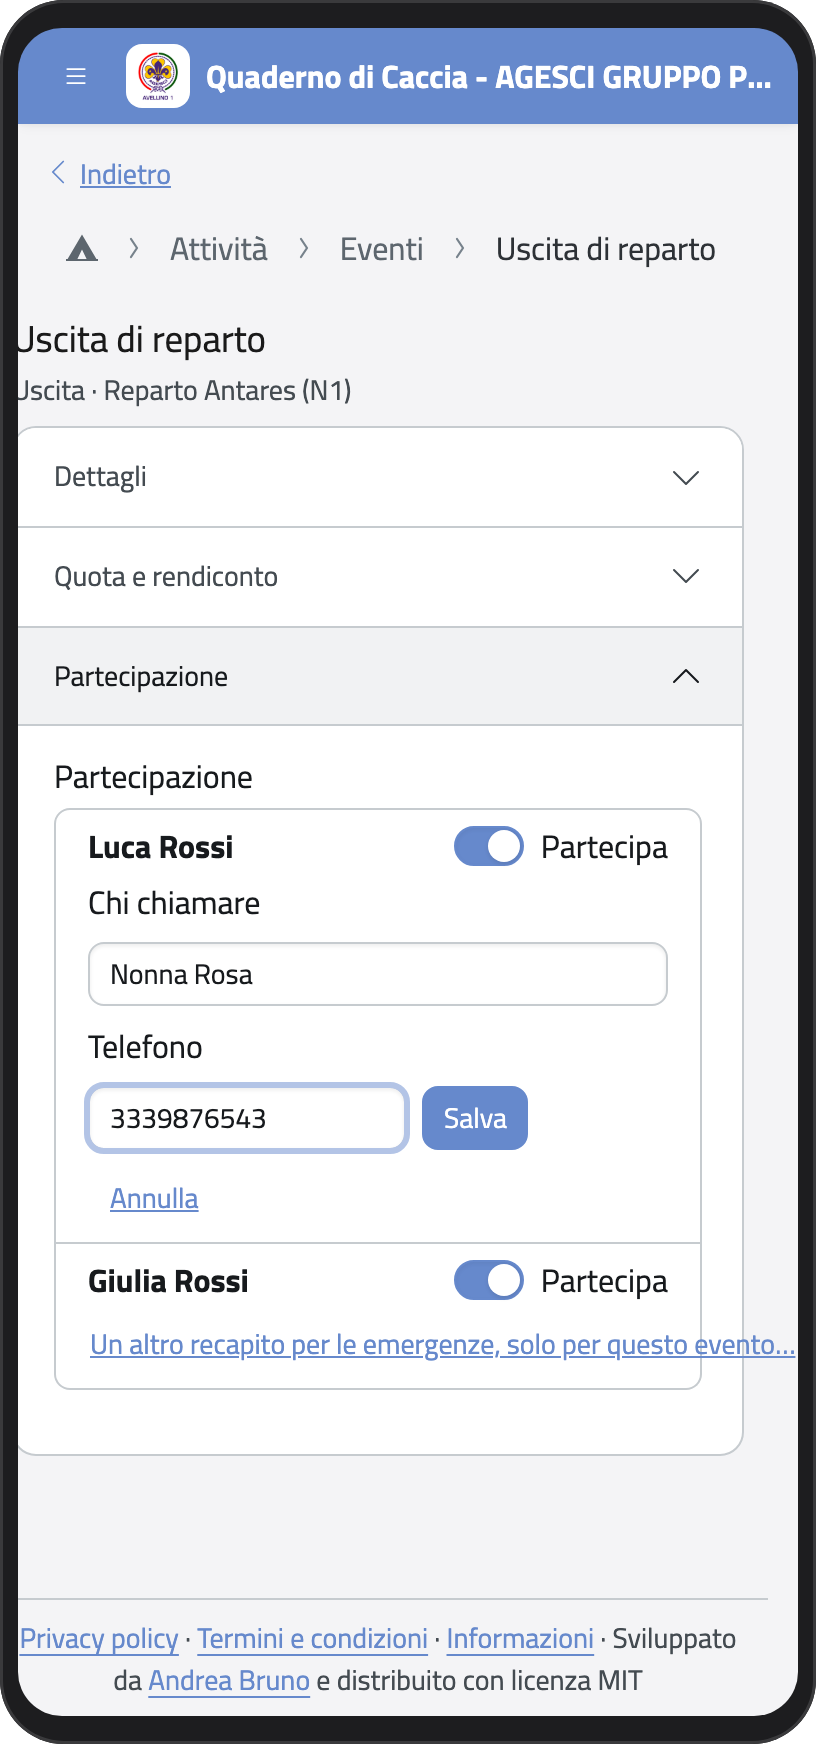 AVELLINO 1
Quaderno di Caccia - AGESCI GRUPPO P...
Indietro
Attività
Eventi
Uscita di reparto
Uscita di reparto
Uscita · Reparto Antares (N1)
Dettagli
Quota e rendiconto
Partecipazione
Partecipazione
Luca Rossi
Partecipa
Chi chiamare
Nonna Rosa
Telefono
3339876543
Salva
Annulla
Giulia Rossi
Partecipa
Un altro recapito per le emergenze, solo per questo evento...
Privacy policy · Termini e condizioni · Informazioni · Sviluppato
da Andrea Bruno e distribuito con licenza MIT